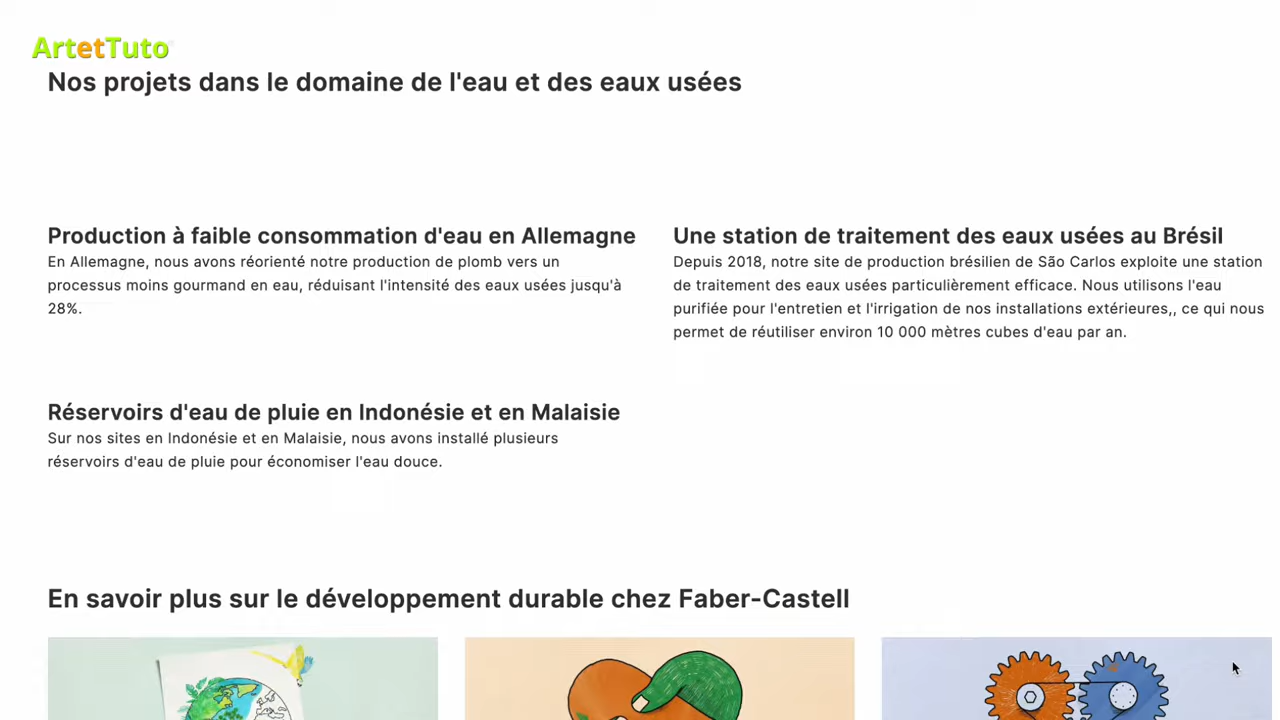 ArtetTuto
Nos projets dans le domaine de l'eau et des eaux usées
Production à faible consommation d'eau en Allemagne
En Allemagne, nous avons réorienté notre production de plomb vers un
processus moins gourmand en eau, réduisant l'intensité des eaux usées jusqu'à
28%.
Une station de traitement des eaux usées au Brésil
Depuis 2018, notre site de production brésilien de São Carlos exploite une station
de traitement des eaux usées particulièrement efficace. Nous utilisons l'eau
purifiée pour l'entretien et l'irrigation de nos installations extérieures,, ce qui nous
permet de réutiliser environ 10 000 mètres cubes d'eau par an.
Réservoirs d'eau de pluie en Indonésie et en Malaisie
Sur nos sites en Indonésie et en Malaisie, nous avons installé plusieurs
réservoirs d'eau de pluie pour économiser l'eau douce.
En savoir plus sur le développement durable chez Faber-Castell